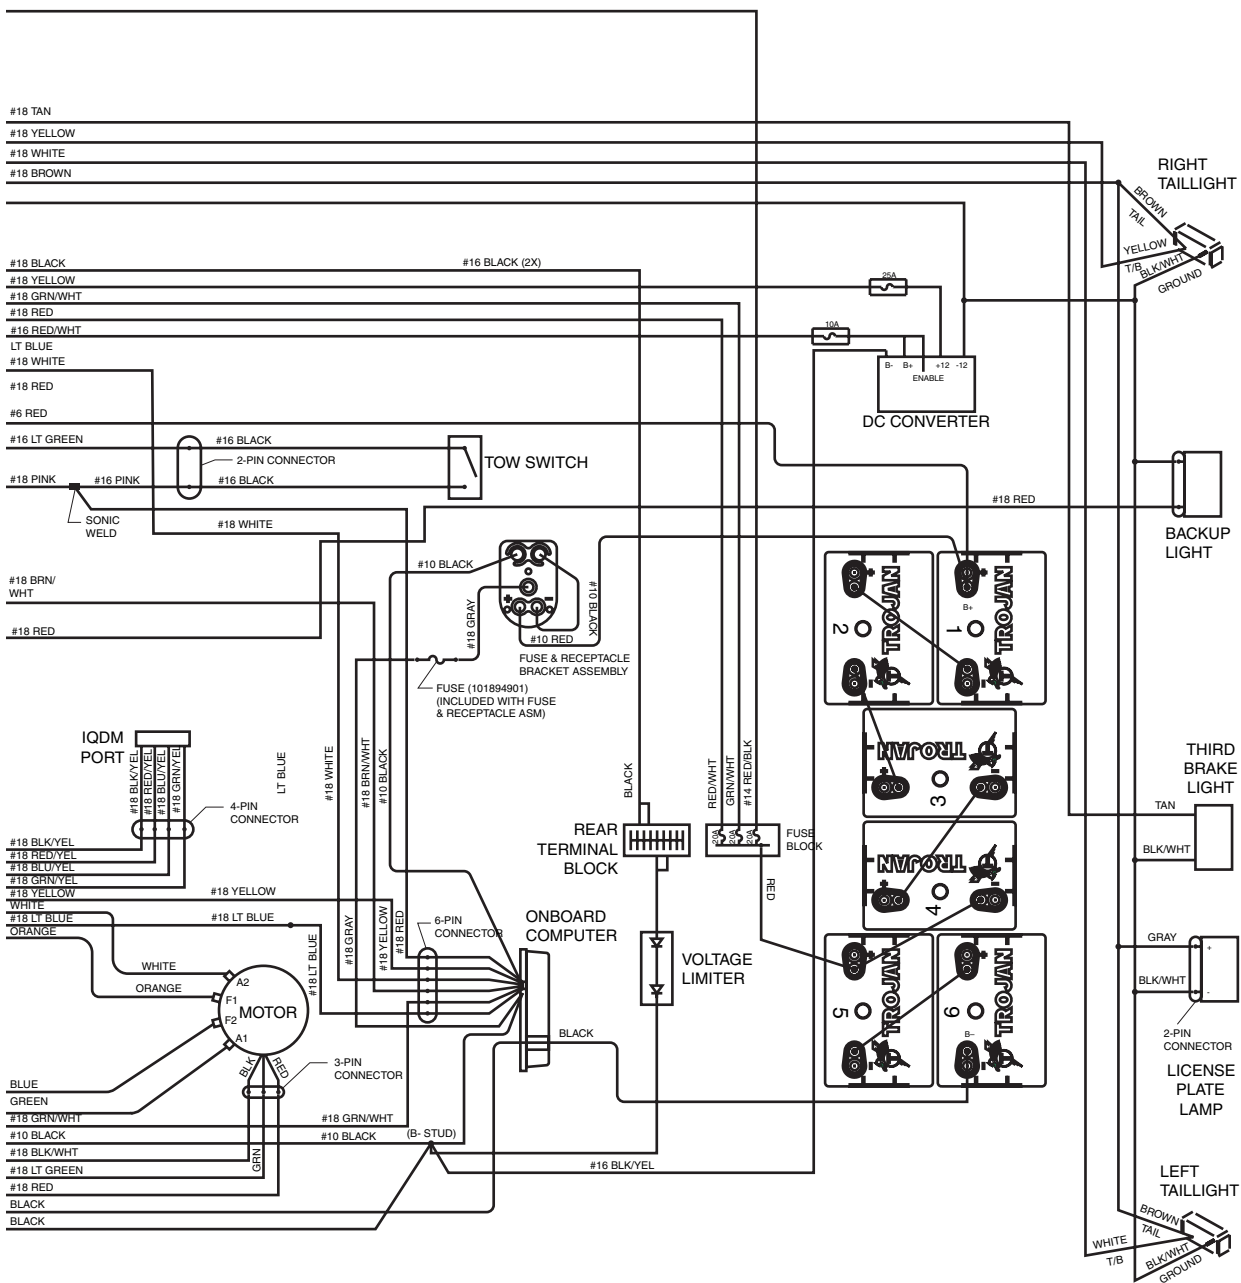 #18 TAN
#18 YELLOW
#18 WHITE
#18 BROWN
RIGHT
TAILLIGHT
BROWN
TAIL
YELLOW
T/B
BLK/WHT
GROUND
#18 BLACK
#16 BLACK (2X)
#18 YELLOW
25A
#18 GRN/WHT
#18 RED
#16 RED/WHT
10A
LT BLUE
#18 WHITE
B-
B+
+12
-12
ENABLE
#18 RED
DC CONVERTER
#6 RED
#16 LT GREEN
#16 BLACK
2-PIN CONNECTOR
TOW SWITCH
#18 PINK
#16 PINK
#16 BLACK
#18 RED
SONIC
WELD
#18 WHITE
BACKUP
LIGHT
#10 BLACK
#18 BRN/
WHT
#18 GRAY
+
-
#10 BLACK
#10 RED
#18 RED
FUSE & RECEPTACLE
BRACKET ASSEMBLY
FUSE (101894901)
(INCLUDED WITH FUSE
& RECEPTACLE ASM)
+
-
2
TROJAN
+
-
B+
1
TROJAN
+
-
3
TROJAN
+
-
4
TROJAN
+
-
5
TROJAN
+
-
B–
6
TROJAN
IQDM
PORT
#18 BLK/YEL
#18 RED/YEL
#18 BLU/YEL
#18 GRN/YEL
4-PIN
CONNECTOR
LT BLUE
#18 WHITE
#18 BRN/WHT
#10 BLACK
BLACK
RED/WHT
GRN/WHT
#14 RED/BLK
THIRD
BRAKE
LIGHT
TAN
BLK/WHT
REAR
TERMINAL
BLOCK
20A
20A
20A
FUSE
BLOCK
RED
#18 BLK/YEL
#18 RED/YEL
#18 BLU/YEL
#18 GRN/YEL
#18 YELLOW
#18 YELLOW
WHITE
#18 LT BLUE
#18 LT BLUE
ORANGE
#18 LT BLUE
#18 GRAY
#18 YELLOW
#18 RED
6-PIN
CONNECTOR
ONBOARD
COMPUTER
VOLTAGE
LIMITER
GRAY
BLK/WHT
+
-
2-PIN
CONNECTOR
LICENSE
PLATE
LAMP
WHITE
ORANGE
A2
F1
MOTOR
F2
A1
BLK
RED
3-PIN
CONNECTOR
BLACK
BLUE
GREEN
#18 GRN/WHT
#18 GRN/WHT
#10 BLACK
#10 BLACK
(B- STUD)
#18 BLK/WHT
GRN
#16 BLK/YEL
#18 LT GREEN
#18 RED
BLACK
BLACK
LEFT
TAILLIGHT
BROWN
TAIL
WHITE
T/B
BLK/WHT
GROUND